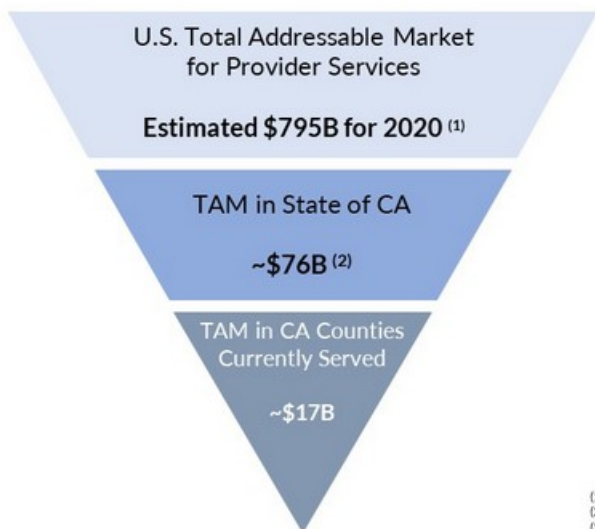 U.S. Total Addressable Market
for Provider Services
Estimated $795B for 2020 (1)
TAM in State of CA
~$76B (2)
TAM in CA Counties
Currently Served
~$17B